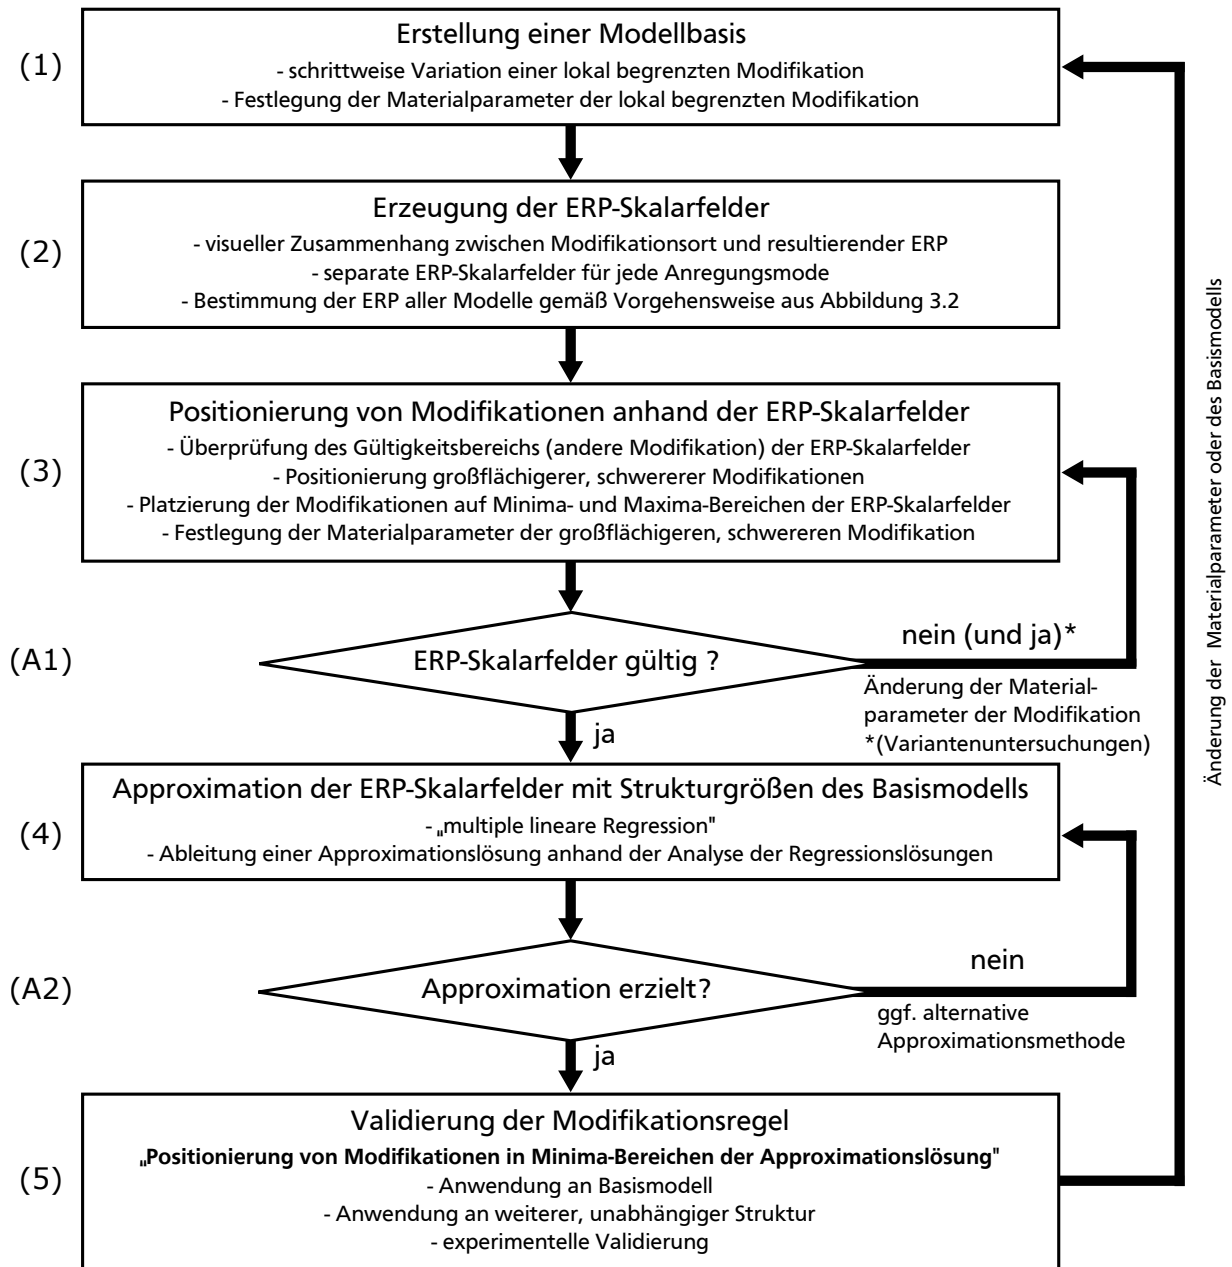 (1)
Erstellung einer Modellbasis
- schrittweise Variation einer lokal begrenzten Modifikation
- Festlegung der Materialparameter der lokal begrenzten Modifikation
(2)
Erzeugung der ERP-Skalarfelder
- visueller Zusammenhang zwischen Modifikationsort und resultierender ERP
- separate ERP-Skalarfelder für jede Anregungsmode
- Bestimmung der ERP aller Modelle gemäß Vorgehensweise aus Abbildung 3.2
(3)
Positionierung von Modifikationen anhand der ERP-Skalarfelder
- Überprüfung des Gültigkeitsbereichs (andere Modifikation) der ERP-Skalarfelder
- Positionierung großflächigerer, schwererer Modifikationen
- Platzierung der Modifikationen auf Minima- und Maxima-Bereichen der ERP-Skalarfelder
- Festlegung der Materialparameter der großflächigeren, schwereren Modifikation
(A1)
ERP-Skalarfelder gültig ?
nein (und ja)*
Änderung der Material-
parameter der Modifikation
*(Variantenuntersuchungen)
ja
(4)
Approximation der ERP-Skalarfelder mit Strukturgrößen des Basismodells
- „multiple lineare Regression"
- Ableitung einer Approximationslösung anhand der Analyse der Regressionslösungen
(A2)
Approximation erzielt?
nein
ggf. alternative
Approximationsmethode
ja
(5)
Validierung der Modifikationsregel
„Positionierung von Modifikationen in Minima-Bereichen der Approximationslösung"
- Anwendung an Basismodell
- Anwendung an weiterer, unabhängiger Struktur
- experimentelle Validierung
Änderung der Materialparameter oder des Basismodells